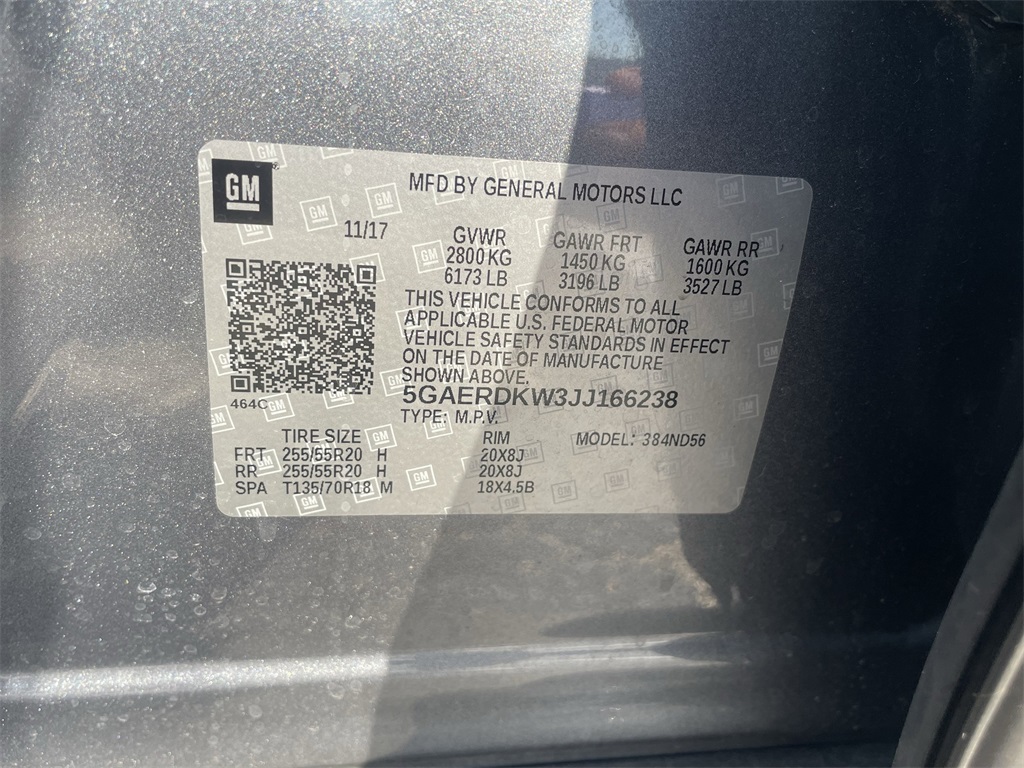 GM
MFD BY GENERAL MOTORS LLC
11/17
GVWR GAWR FRT GAWR RR
2800 KG 1450 KG 1600 KG
6173 LB 3196 LB 3527 LB
THIS VEHICLE CONFORMS TO ALL
APPLICABLE U.S. FEDERAL MOTOR
VEHICLE SAFETY STANDARDS IN EFFECT
ON THE DATE OF MANUFACTURE
SHOWN ABOVE.
464C
5GAERDKW3JJ166238
TYPE: M.P.V.
TIRE SIZE RIM MODEL: 384ND56
FRT 255/55R20 H 20X8J
RR 255/55R20 H 20X8J
SPA T135/70R18 M 18X4.5B